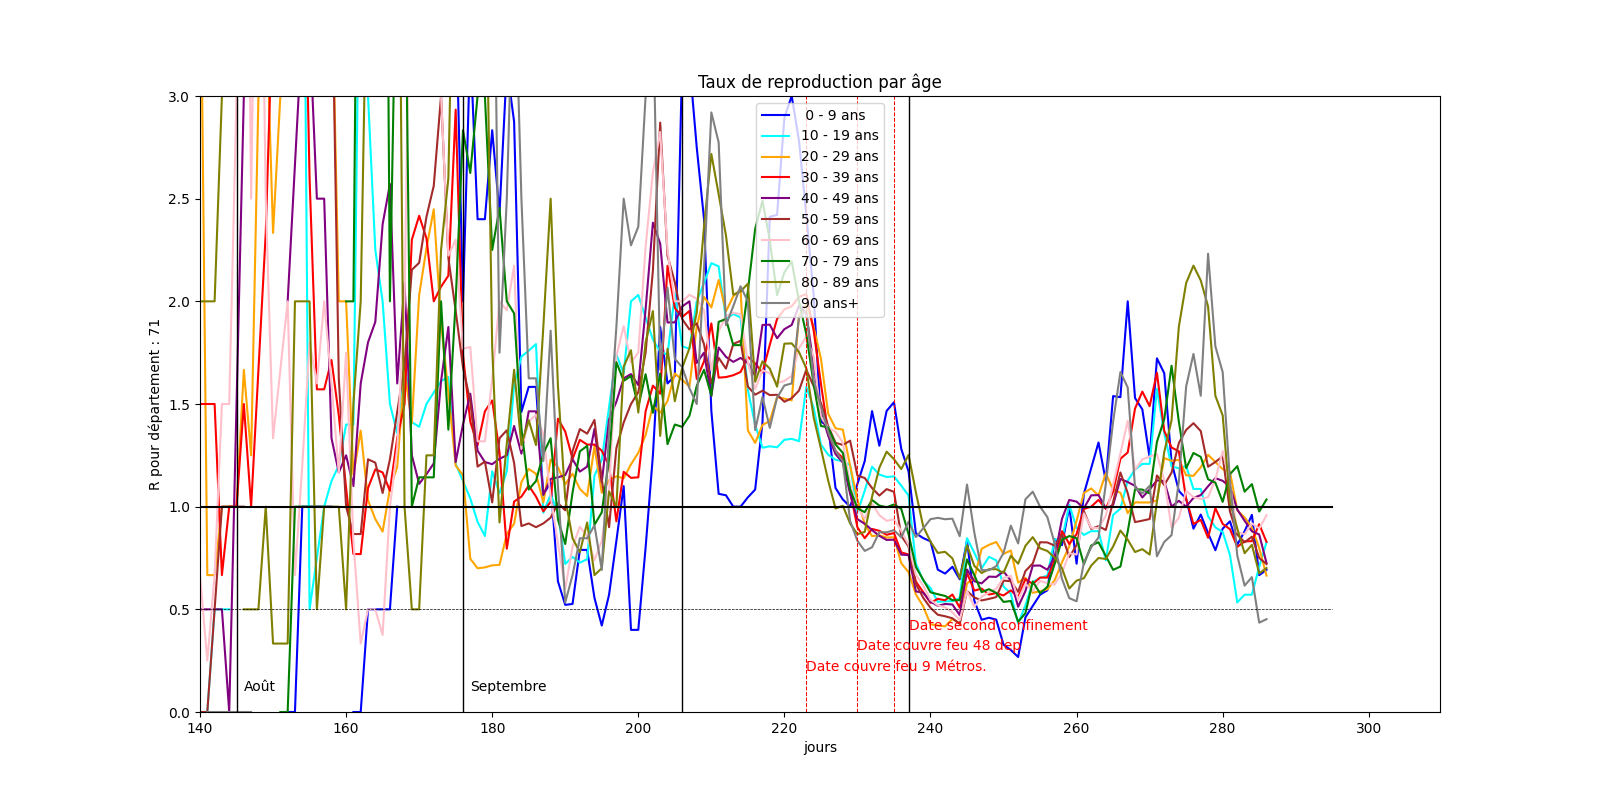 Taux de reproduction par âge
R pour département : 71
3.0
2.5
2.0
1.5
1.0
0.5
0.0
0 - 9 ans
10 - 19 ans
20 - 29 ans
30 - 39 ans
40 - 49 ans
50 - 59 ans
60 - 69 ans
70 - 79 ans
80 - 89 ans
90 ans+
Date second confinement
Date couvre feu 48 dep
Date couvre feu 9 Métros.
Août
Septembre
140 160 180 200 220 240 260 280 300
jours